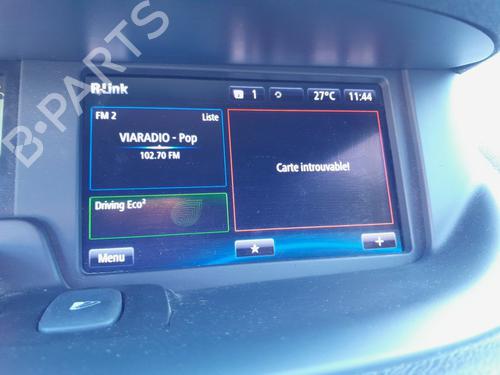 B-PARTS
R-Link
1
27°C
11:44
FM 2
Liste
VIARADIO - Pop
102.70 FM
Carte introuvable!
Driving Eco²
Menu
+